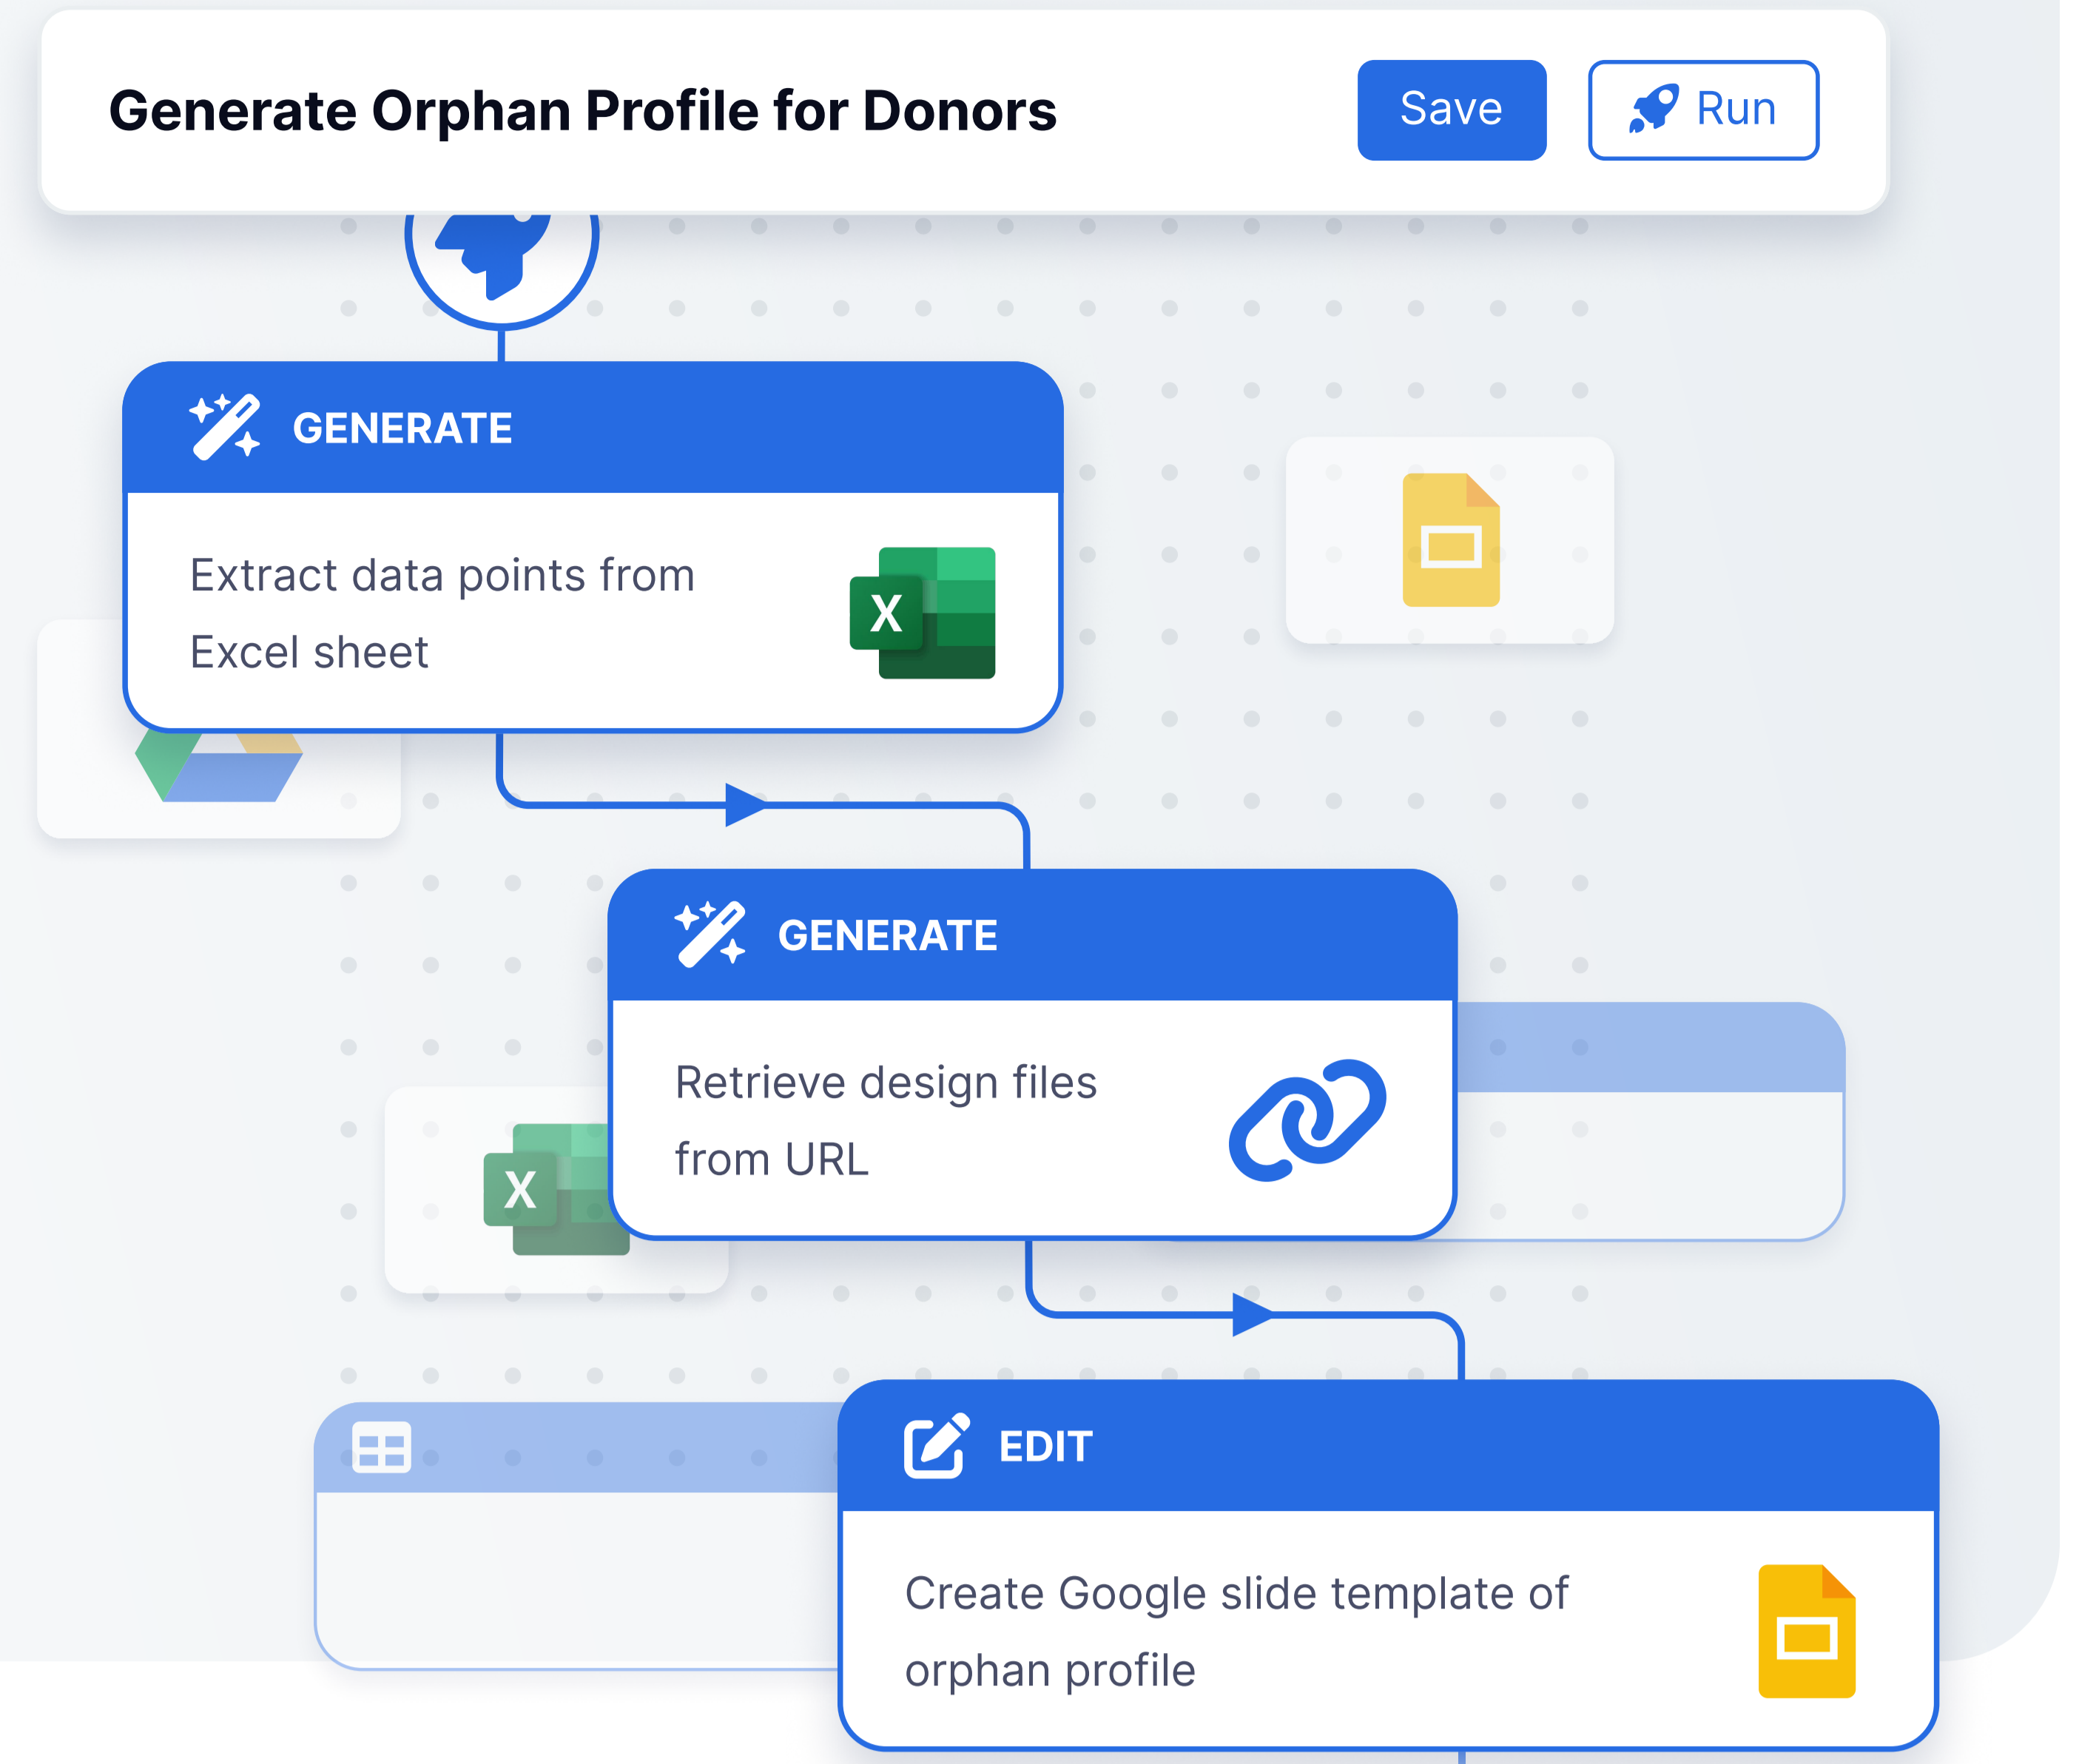 Generate Orphan Profile for Donors
Save
Run
GENERATE
Extract data points from
Excel sheet
X
GENERATE
Retrieve design files
from URL
X
EDIT
Create Google slide template of
orphan profile